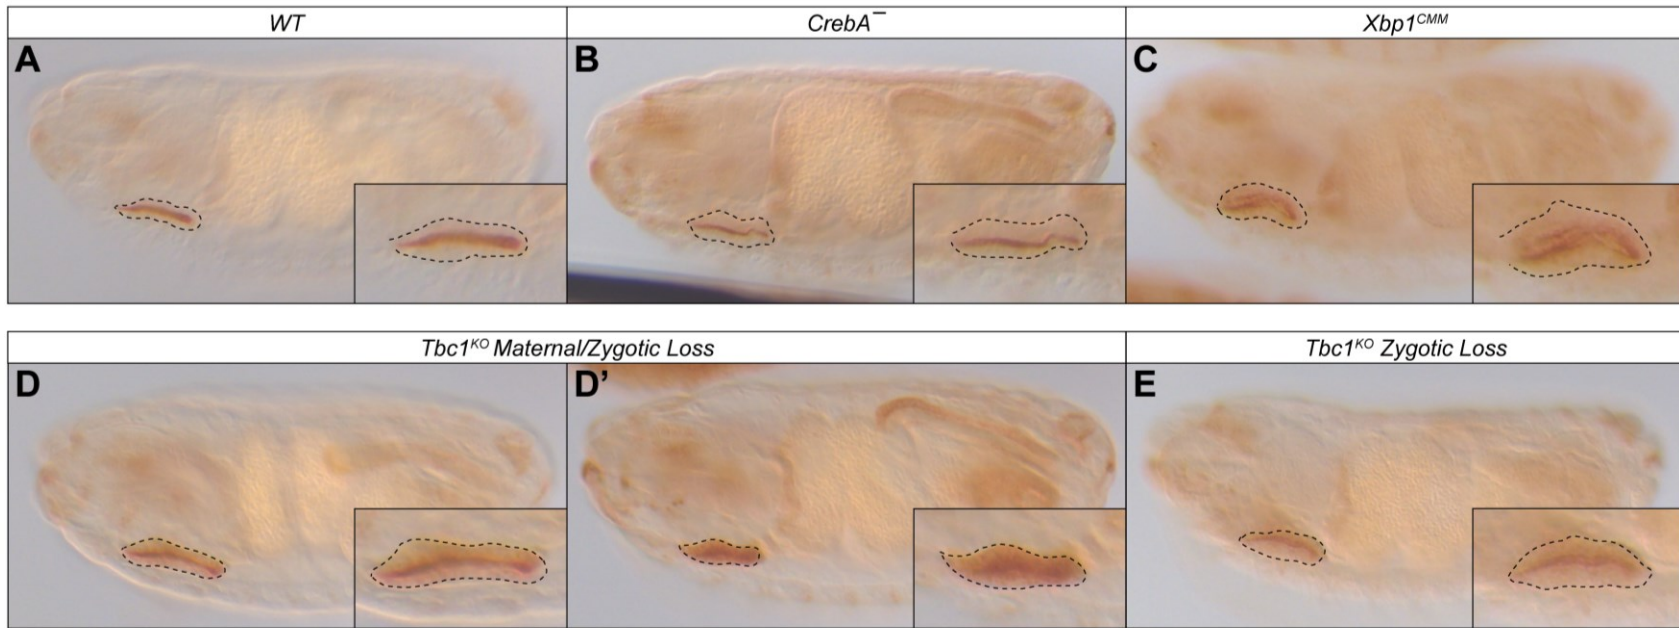 WT
CrebA⁻
Xbp1ᶜᴹᴹ
A
B
C
Tbc1ᴷᴼ Maternal/Zygotic Loss
Tbc1ᴷᴼ Zygotic Loss
D
D’
E